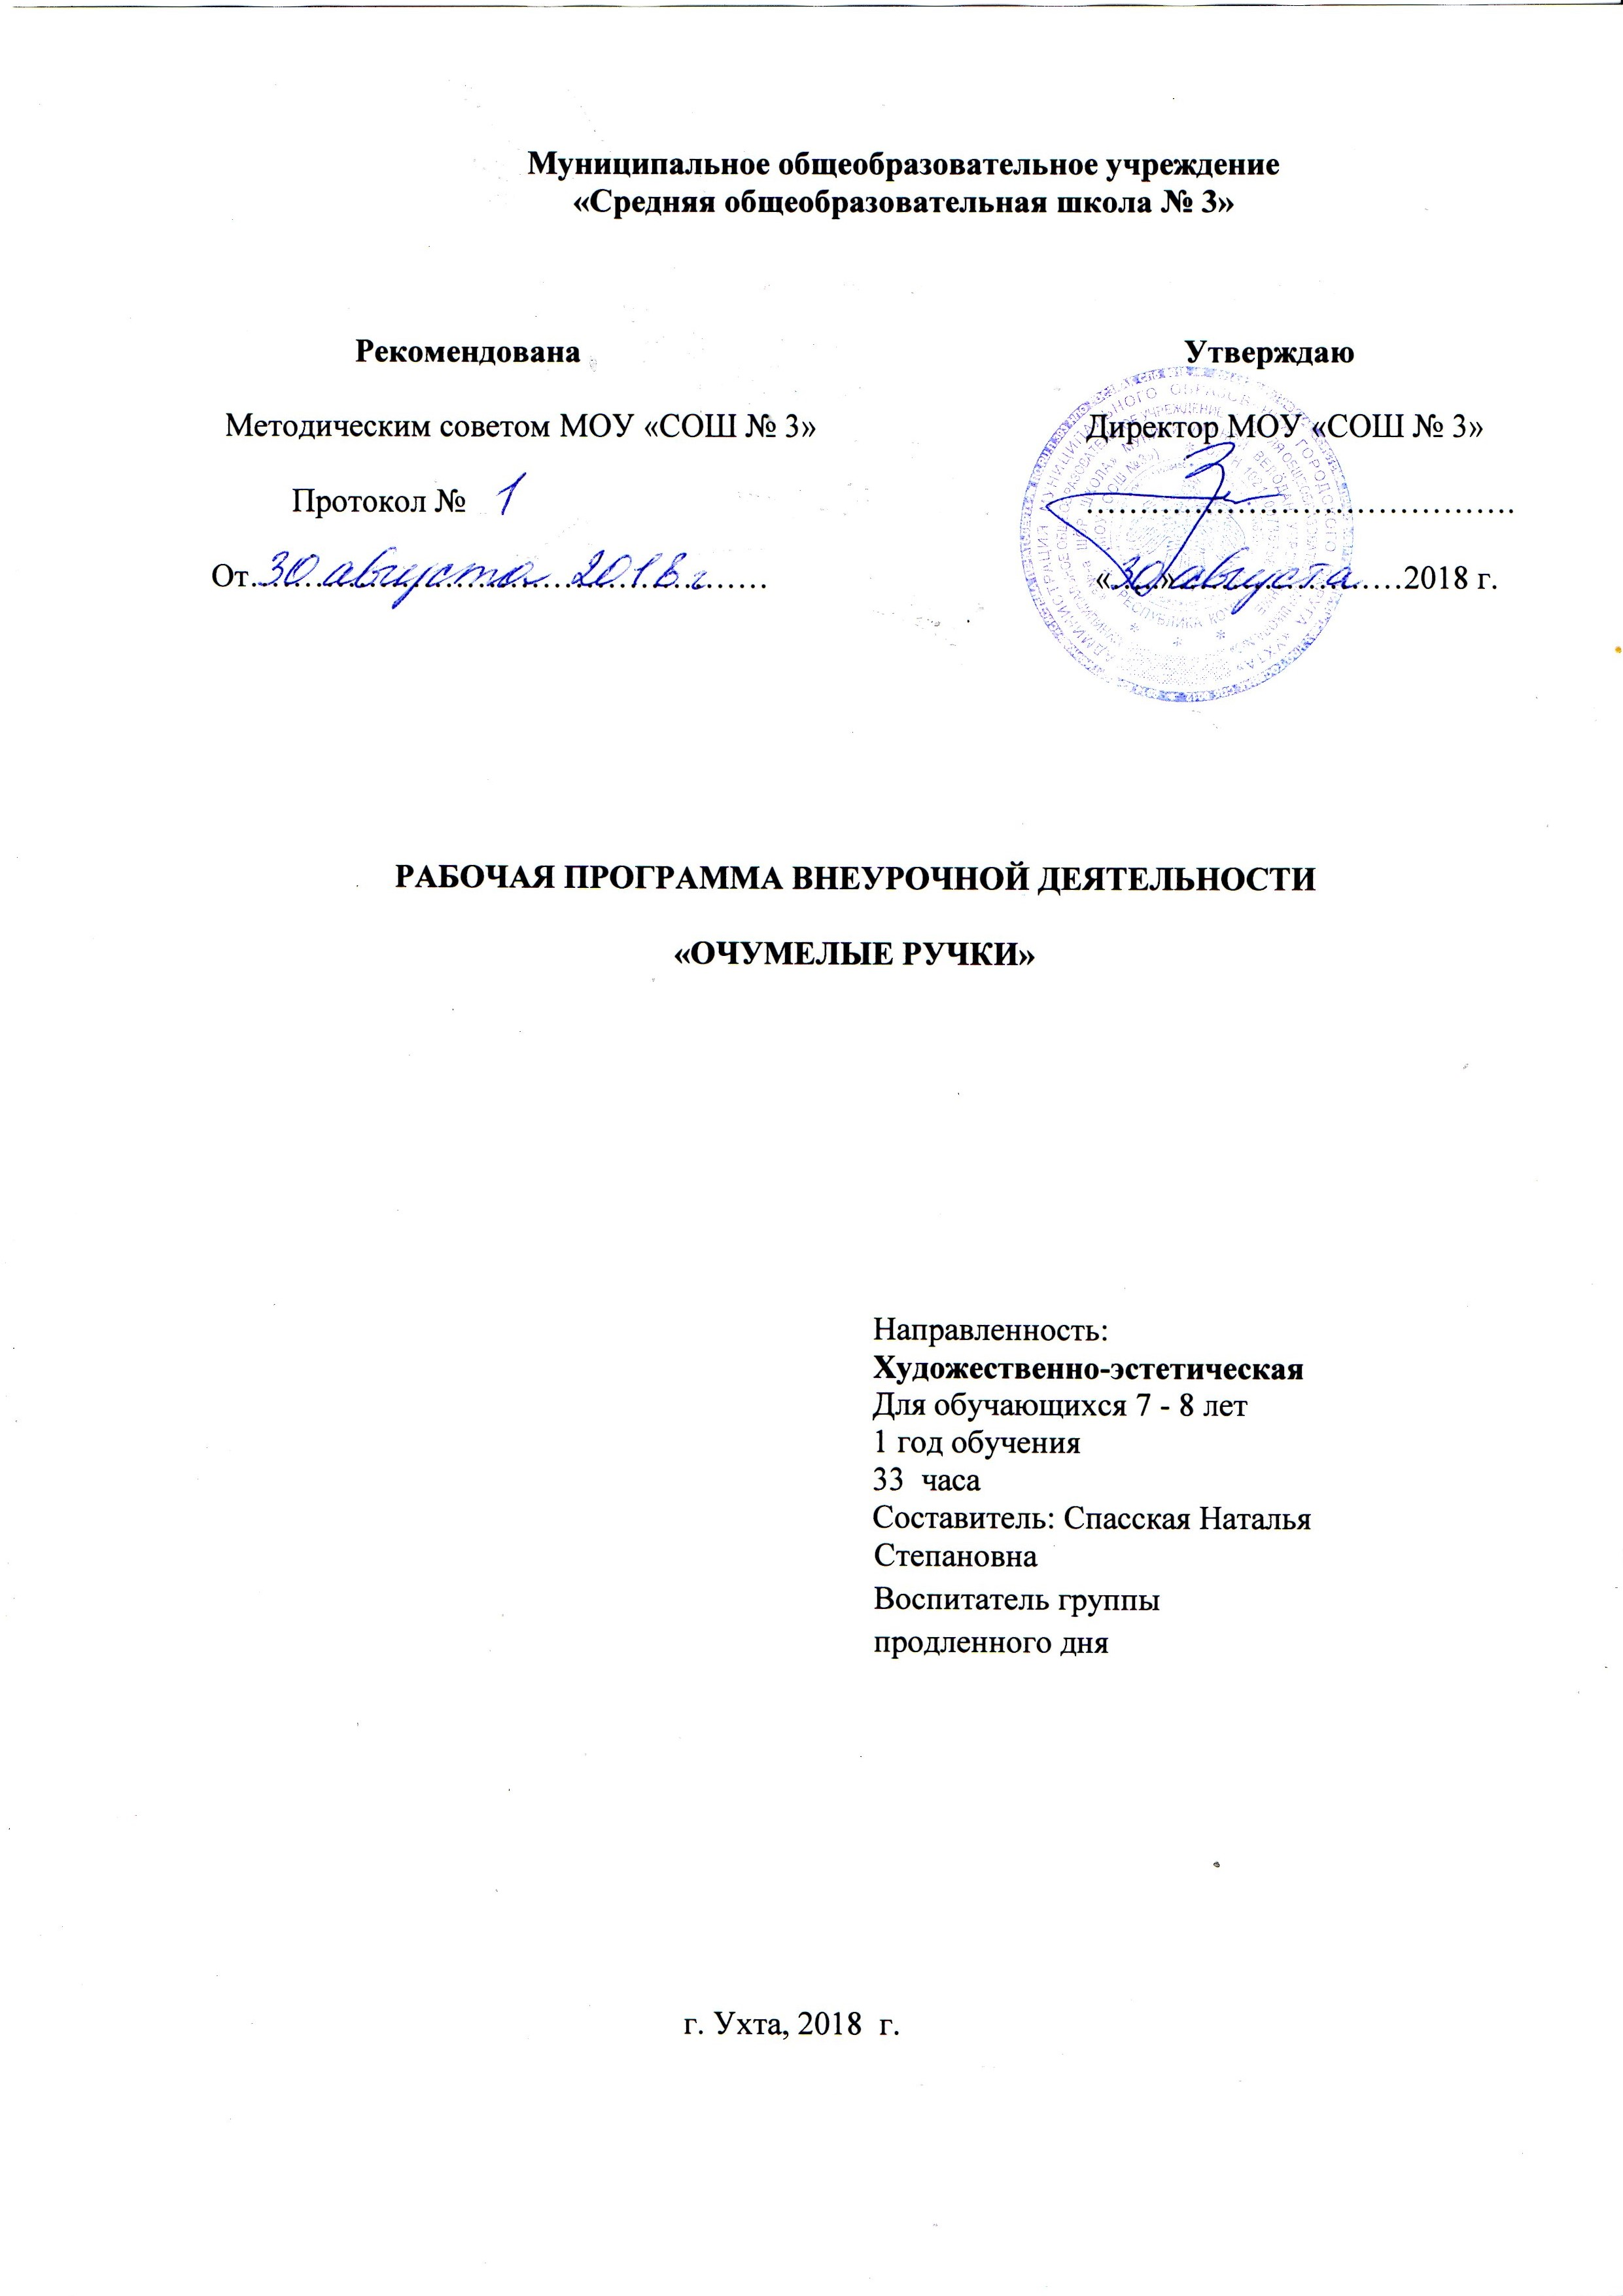 Муниципальное общеобразовательное учреждение
«Средняя общеобразовательная школа № 3»
Рекомендована
Методическим советом МОУ «СОШ № 3»
Протокол № 1
От 30 августа 2018 г.
Утверждаю
Директор МОУ «СОШ № 3»
«30» августа 2018 г.
РАБОЧАЯ ПРОГРАММА ВНЕУРОЧНОЙ ДЕЯТЕЛЬНОСТИ
«ОЧУМЕЛЫЕ РУЧКИ»
Направленность:
Художественно-эстетическая
Для обучающихся 7 - 8 лет
1 год обучения
33 часа
Составитель: Спасская Наталья
Степановна
Воспитатель группы
продленного дня
г. Ухта, 2018 г.